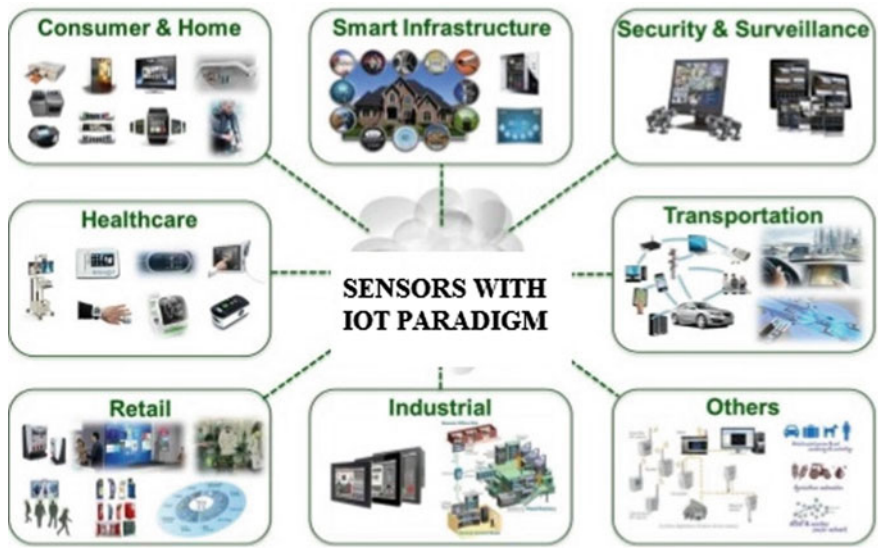 Consumer & Home
Smart Infrastructure
Security & Surveillance
Healthcare
Transportation
SENSORS WITH
IOT PARADIGM
Retail
Industrial
Others